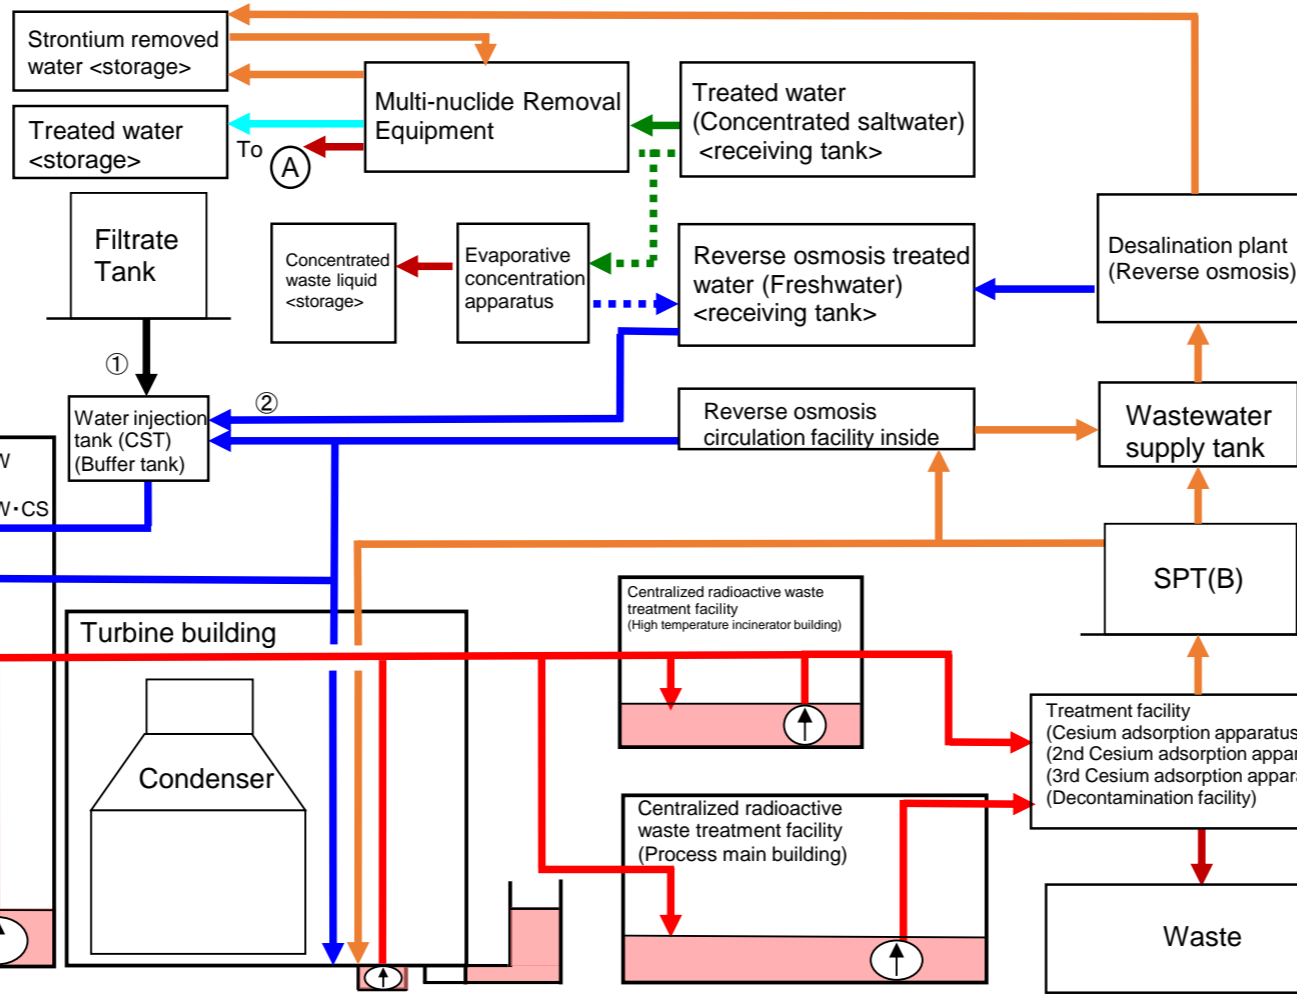 Strontium removed
water <storage>
Treated water
<storage>
To
A
Multi-nuclide Removal
Equipment
Treated water
(Concentrated saltwater)
<receiving tank>
Filtrate
Tank
Concentrated
waste liquid
<storage>
Evaporative
concentration
apparatus
Reverse osmosis treated
water (Freshwater)
<receiving tank>
Desalination plant
(Reverse osmosis)
①
②
Water injection
tank (CST)
(Buffer tank)
Reverse osmosis
circulation facility inside
Wastewater
supply tank
W
W・CS
SPT(B)
Turbine building
Condenser
Centralized radioactive waste
treatment facility
(High temperature incinerator building)
Centralized radioactive
waste treatment facility
(Process main building)
Treatment facility
(Cesium adsorption apparatus
(2nd Cesium adsorption appar
(3rd Cesium adsorption appara
(Decontamination facility)
Waste